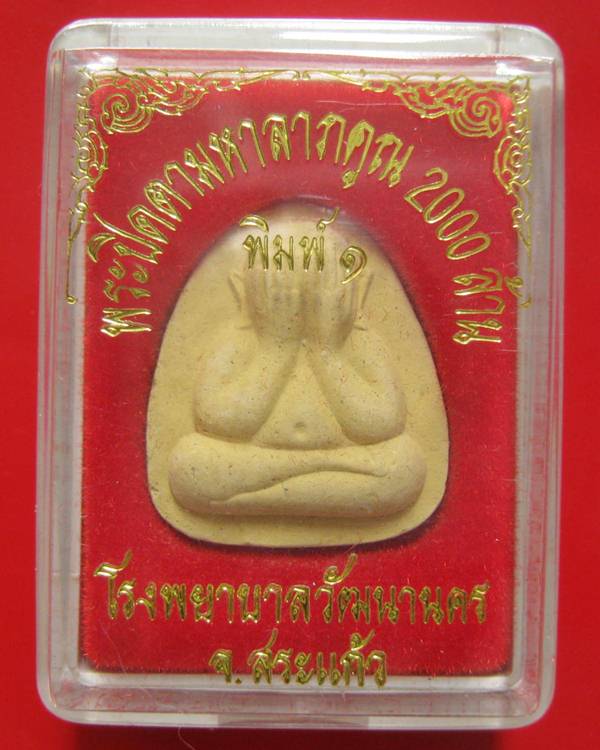 พระปิดตามหาลาภคูณ 2000 ล้าน
พิมพ์ ๑
โรงพยาบาลวัฒนานคร
จ.สระแก้ว